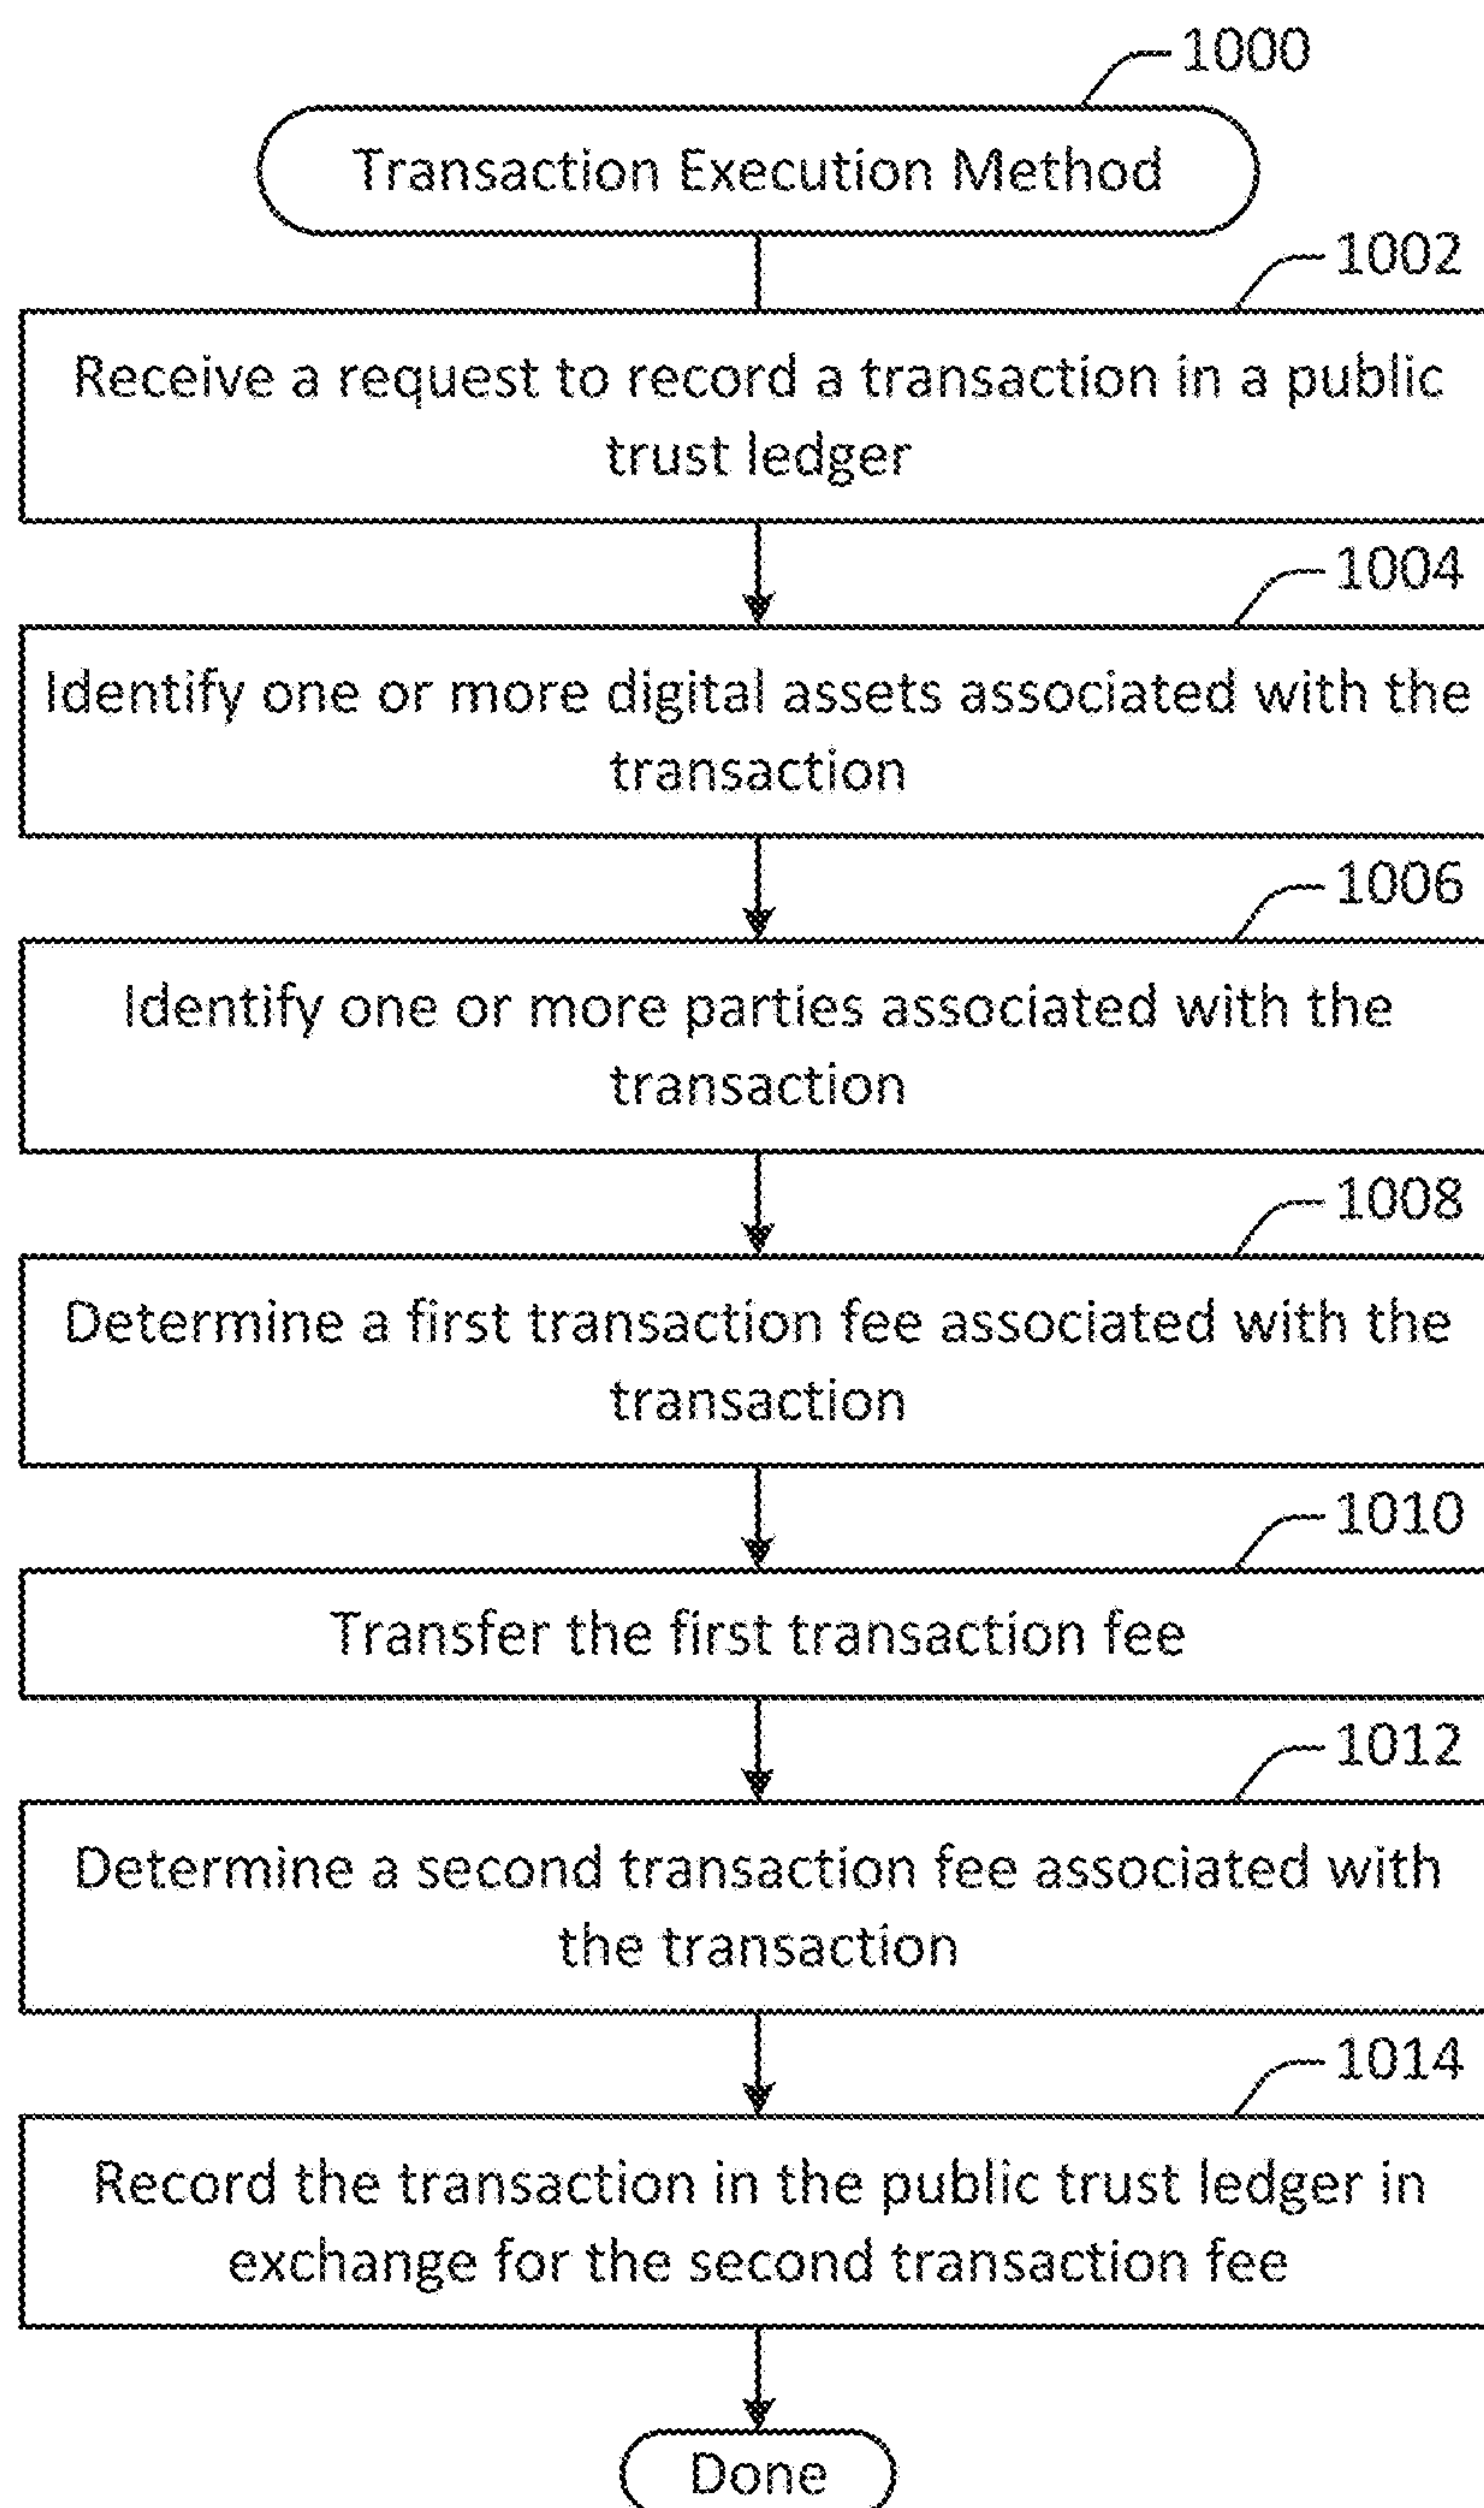 1000
Transaction Execution Method
1002
Receive a request to record a transaction in a public
trust ledger
1004
Identify one or more digital assets associated with the
transaction
1006
Identify one or more parties associated with the
transaction
1008
Determine a first transaction fee associated with the
transaction
1010
Transfer the first transaction fee
1012
Determine a second transaction fee associated with
the transaction
1014
Record the transaction in the public trust ledger in
exchange for the second transaction fee
Done